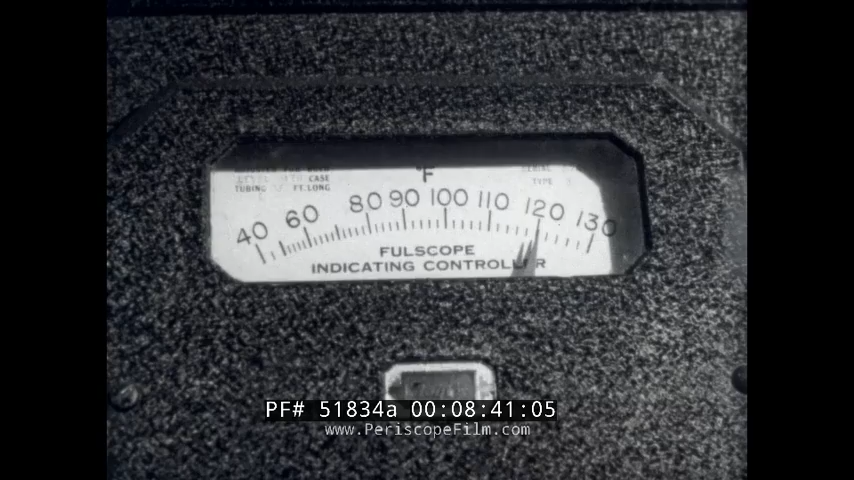 °F
CASE
TUBING FT.LONG
TYPE
40 60 80 90 100 110 120 130
FULSCOPE
INDICATING CONTROLLER
PF# 51834a 00:08:41:05
www.PeriscopeFilm.com